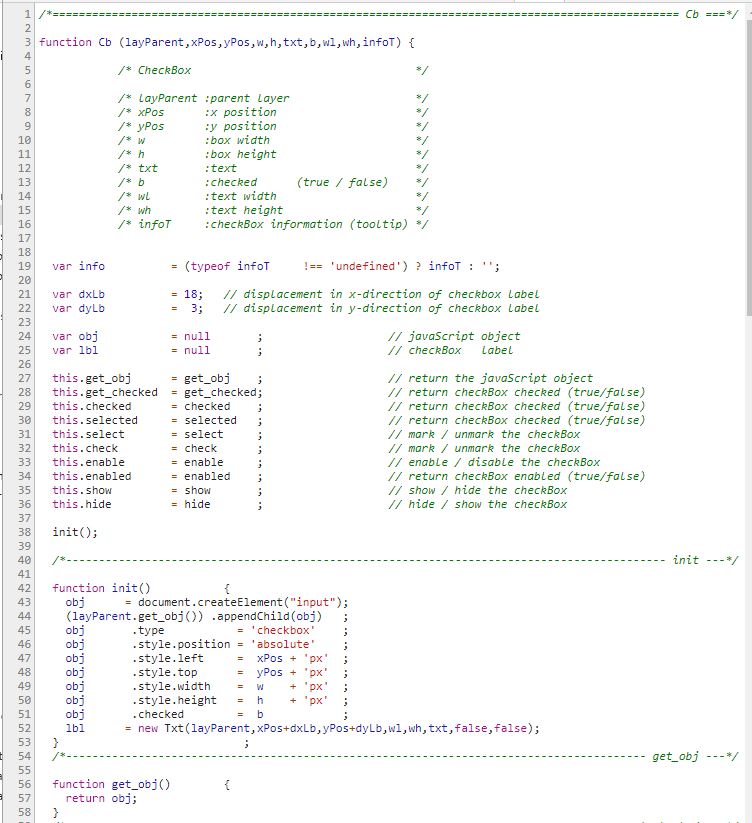 1 /*=============================================================================================== Cb ===*/
2
3 function Cb (layParent,xPos,yPos,w,h,txt,b,wl,wh,infoT) {
4
5             /* CheckBox                                  */
6
7             /* layParent :parent layer                   */
8             /* xPos      :x position                     */
9             /* yPos      :y position                     */
10             /* w         :box width                      */
11             /* h         :box height                     */
12             /* txt       :text                           */
13             /* b         :checked      (true / false)    */
14             /* wl        :text width                     */
15             /* wh        :text height                    */
16             /* infoT     :checkBox information (tooltip) */
17
18
19   var info          = (typeof infoT     !== 'undefined') ? infoT : '';
20
21   var dxLb          = 18;   // displacement in x-direction of checkbox label
22   var dyLb          =  3;   // displacement in y-direction of checkbox label
23
24   var obj           = null       ;                   // javaScript object
25   var lbl           = null       ;                   // checkBox   label
26
27   this.get_obj      = get_obj    ;                   // return the javaScript object
28   this.get_checked  = get_checked;                   // return checkBox checked (true/false)
29   this.checked      = checked    ;                   // return checkBox checked (true/false)
30   this.selected     = selected   ;                   // return checkBox checked (true/false)
31   this.select       = select     ;                   // mark / unmark the checkBox
32   this.check        = check      ;                   // mark / unmark the checkBox
33   this.enable       = enable     ;                   // enable / disable the checkBox
34   this.enabled      = enabled    ;                   // return checkBox enabled (true/false)
35   this.show         = show       ;                   // show / hide the checkBox
36   this.hide         = hide       ;                   // hide / show the checkBox
37
38   init();
39
40   /*------------------------------------------------------------------------------------------- init ---*/
41
42   function init()           {
43     obj      = document.createElement("input");
44     (layParent.get_obj()) .appendChild(obj)   ;
45     obj       .type           = 'checkbox'    ;
46     obj       .style.position = 'absolute'    ;
47     obj       .style.left     =  xPos + 'px'  ;
48     obj       .style.top      =  yPos + 'px'  ;
49     obj       .style.width    =  w    + 'px'  ;
50     obj       .style.height   =  h    + 'px'  ;
51     obj       .checked        =  b            ;
52     lbl      = new Txt(layParent,xPos+dxLb,yPos+dyLb,wl,wh,txt,false,false);
53   }                            ;
54   /*---------------------------------------------------------------------------------------- get_obj ---*/
55
56   function get_obj()        {
57     return obj;
58   }